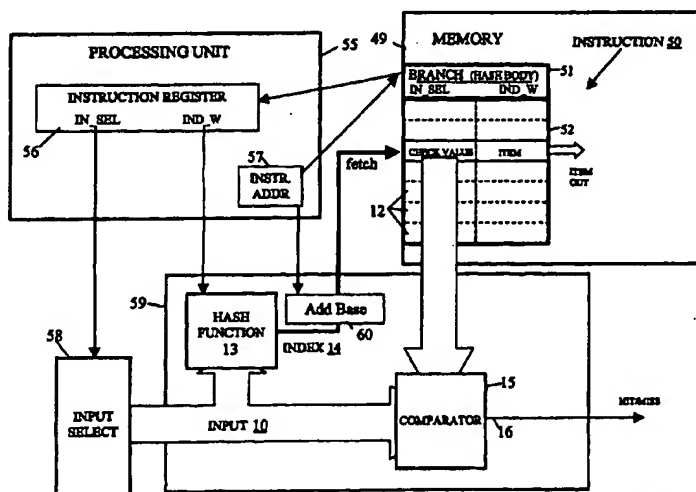 PROCESSING UNIT
55
49
MEMORY
INSTRUCTION 50
INSTRUCTION REGISTER
IN_SEL IND_W
56
BRANCH (HASH BODY)
IN_SEL IND_W
51
52
57
INSTR.
ADDR
fetch
CHECK VALUE ITEM
ITEM
OUT
12
59
HASH
FUNCTION
13
Add Base
60
INDEX 14
58
INPUT
SELECT
INPUT 10
COMPARATOR
15
16
HIT/MISS